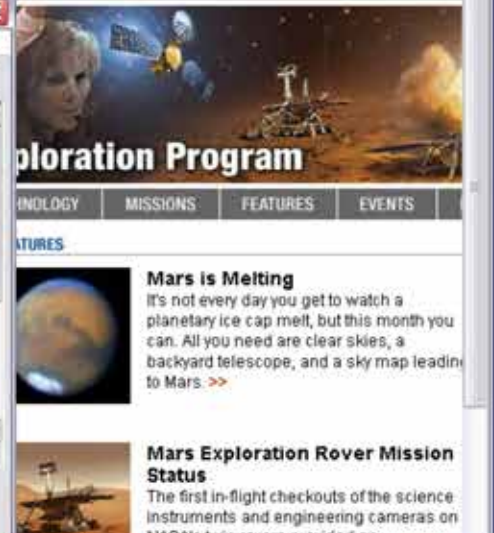 ploration Program
HNOLOGY MISSIONS FEATURES EVENTS
ATURES
Mars is Melting
It's not every day you get to watch a
planetary ice cap melt, but this month you
can. All you need are clear skies, a
backyard telescope, and a sky map leading
to Mars. >>
Mars Exploration Rover Mission
Status
The first in-flight checkouts of the science
instruments and engineering cameras on